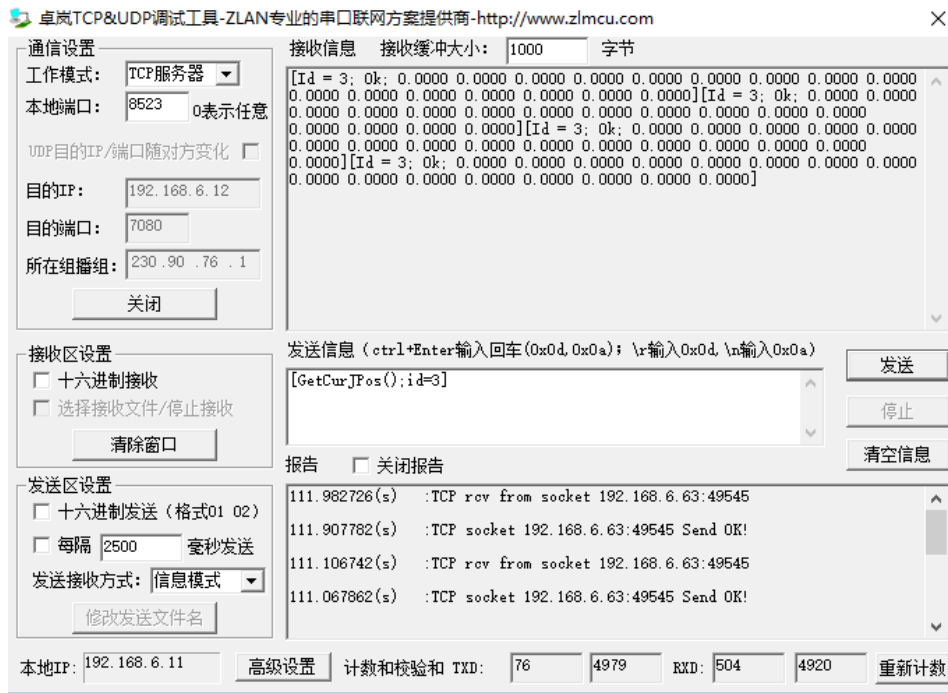 卓岚TCP&UDP调试工具-ZLAN专业的串口联网方案提供商-http://www.zlmcu.com
通信设置
工作模式： TCP服务器
本地端口： 8523 0表示任意
UDP目的IP/端口随对方变化
目的IP： 192.168.6.12
目的端口： 7080
所在组播组： 230.90 .76 .1
关闭
接收区设置
十六进制接收
选择接收文件/停止接收
清除窗口
发送区设置
十六进制发送（格式01 02）
每隔 2500 毫秒发送
发送接收方式： 信息模式
修改发送文件名
接收信息 接收缓冲大小： 1000 字节
[Id = 3; Ok; 0.0000 0.0000 0.0000 0.0000 0.0000 0.0000 0.0000 0.0000 0.0000
0.0000 0.0000 0.0000 0.0000 0.0000 0.0000 0.0000][Id = 3; Ok; 0.0000 0.0000
0.0000 0.0000 0.0000 0.0000 0.0000 0.0000 0.0000 0.0000 0.0000 0.0000
0.0000 0.0000 0.0000 0.0000][Id = 3; Ok; 0.0000 0.0000 0.0000 0.0000 0.0000
0.0000 0.0000 0.0000 0.0000 0.0000 0.0000 0.0000 0.0000 0.0000 0.0000
0.0000][Id = 3; Ok; 0.0000 0.0000 0.0000 0.0000 0.0000 0.0000 0.0000 0.0000
0.0000 0.0000 0.0000 0.0000 0.0000 0.0000 0.0000 0.0000]
发送信息（ctrl+Enter输入回车(0x0d,0x0a)；\r输入0x0d,\n输入0x0a）
[GetCurJPos();id=3]
发送
停止
清空信息
报告 关闭报告
111.982726(s) :TCP rcv from socket 192.168.6.63:49545
111.907782(s) :TCP socket 192.168.6.63:49545 Send OK!
111.106742(s) :TCP rcv from socket 192.168.6.63:49545
111.067862(s) :TCP socket 192.168.6.63:49545 Send OK!
本地IP: 192.168.6.11 高级设置 计数和校验和 TXD: 76 4979 RXD: 504 4920 重新计数